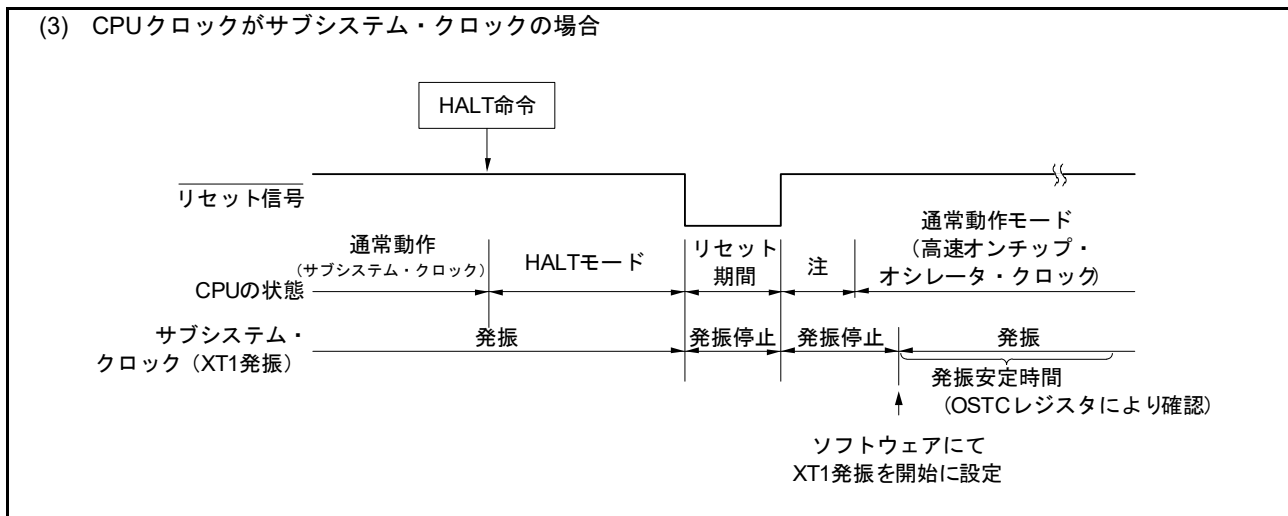 (3) CPUクロックがサブシステム・クロックの場合
HALT命令
リセット信号
通常動作
(サブシステム・クロック)
HALTモード
リセット
期間
注
通常動作モード
(高速オンチップ・
オシレータ・クロック)
CPUの状態
サブシステム・
クロック(XT1発振)
発振
発振停止
発振停止
発振
発振安定時間
(OSTCレジスタにより確認)
ソフトウェアにて
XT1発振を開始に設定